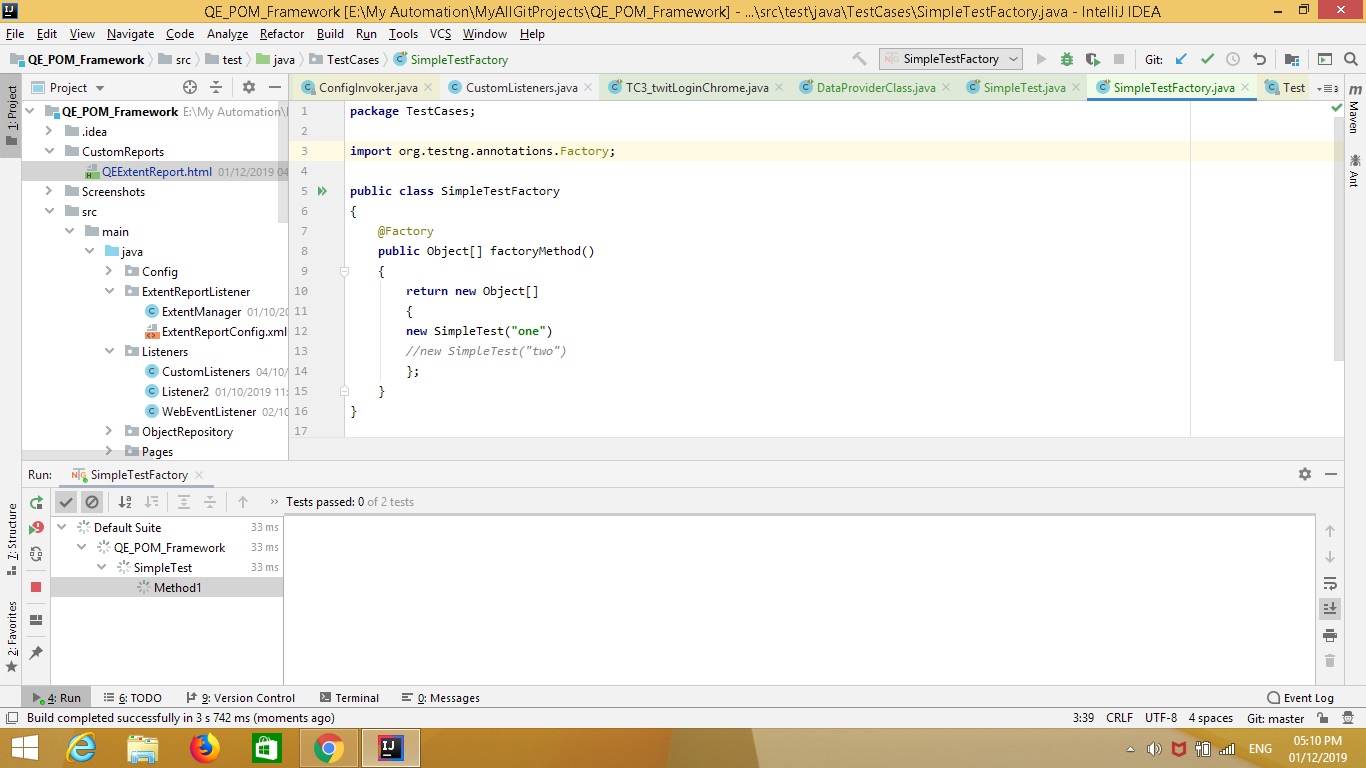 QE_POM_Framework [E:\My Automation\MyAllGitProjects\QE_POM_Framework] - ...\src\test\java\TestCases\SimpleTestFactory.java - IntelliJ IDEA
File Edit View Navigate Code Analyze Refactor Build Run Tools VCS Window Help
QE_POM_Framework src test java TestCases SimpleTestFactory SimpleTestFactory Git:
1: Project
Project
ConfigInvoker.java CustomListeners.java TC3_twitLoginChrome.java DataProviderClass.java SimpleTest.java SimpleTestFactory.java Test
QE_POM_Framework E:\My Automation\
.idea
CustomReports
QEExtentReport.html 01/12/2019 04
Screenshots
src
main
java
Config
ExtentReportListener
ExtentManager 01/10/20
ExtentReportConfig.xml
Listeners
CustomListeners 04/10/
Listener2 01/10/2019 11:
WebEventListener 02/10
ObjectRepository
Pages
1 package TestCases;
2
3 import org.testng.annotations.Factory;
4
5 public class SimpleTestFactory
6 {
7 @Factory
8 public Object[] factoryMethod()
9 {
10 return new Object[]
11 {
12 new SimpleTest("one")
13 //new SimpleTest("two")
14 };
15 }
16 }
17
Maven
Ant
Run: SimpleTestFactory
Tests passed: 0 of 2 tests
Default Suite 33 ms
QE_POM_Framework 33 ms
SimpleTest 33 ms
Method1
7: Structure
2: Favorites
4: Run 6: TODO 9: Version Control Terminal 0: Messages Event Log
Build completed successfully in 3 s 742 ms (moments ago) 3:39 CRLF UTF-8 4 spaces Git: master
ENG 05:10 PM
01/12/2019